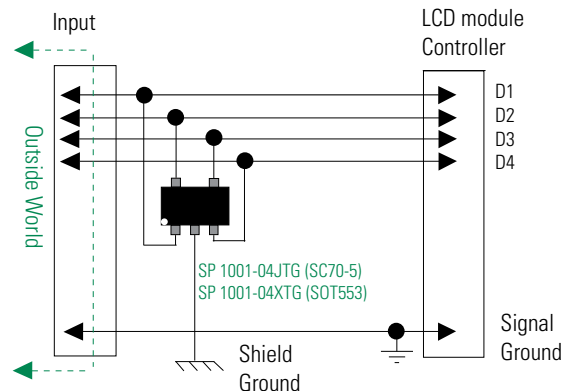 Input
LCD module
Controller
D1
D2
D3
D4
Outside World
SP 1001-04JTG (SC70-5)
SP 1001-04XTG (SOT553)
Shield
Ground
Signal
Ground